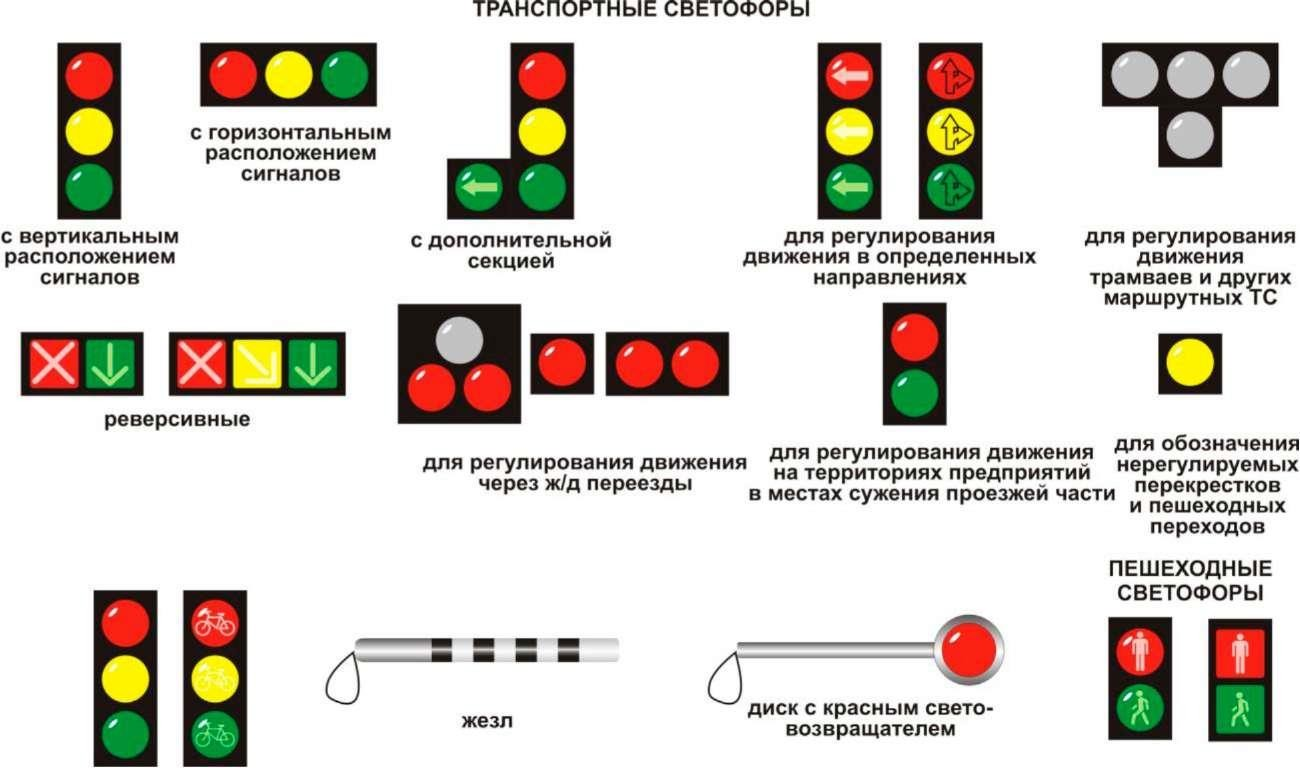 ТРАНСПОРТНЫЕ СВЕТОФОРЫ
с вертикальным
расположением
сигналов
с горизонтальным
расположением
сигналов
с дополнительной
секцией
для регулирования
движения в определенных
направлениях
для регулирования
движения
трамваев и других
маршрутных ТС
реверсивные
для регулирования движения
через ж/д переезды
для регулирования движения
на территориях предприятий
в местах сужения проезжей части
для обозначения
нерегулируемых
перекрестков
и пешеходных
переходов
жезл
диск с красным свето-
возвращателем
ПЕШЕХОДНЫЕ
СВЕТОФОРЫ